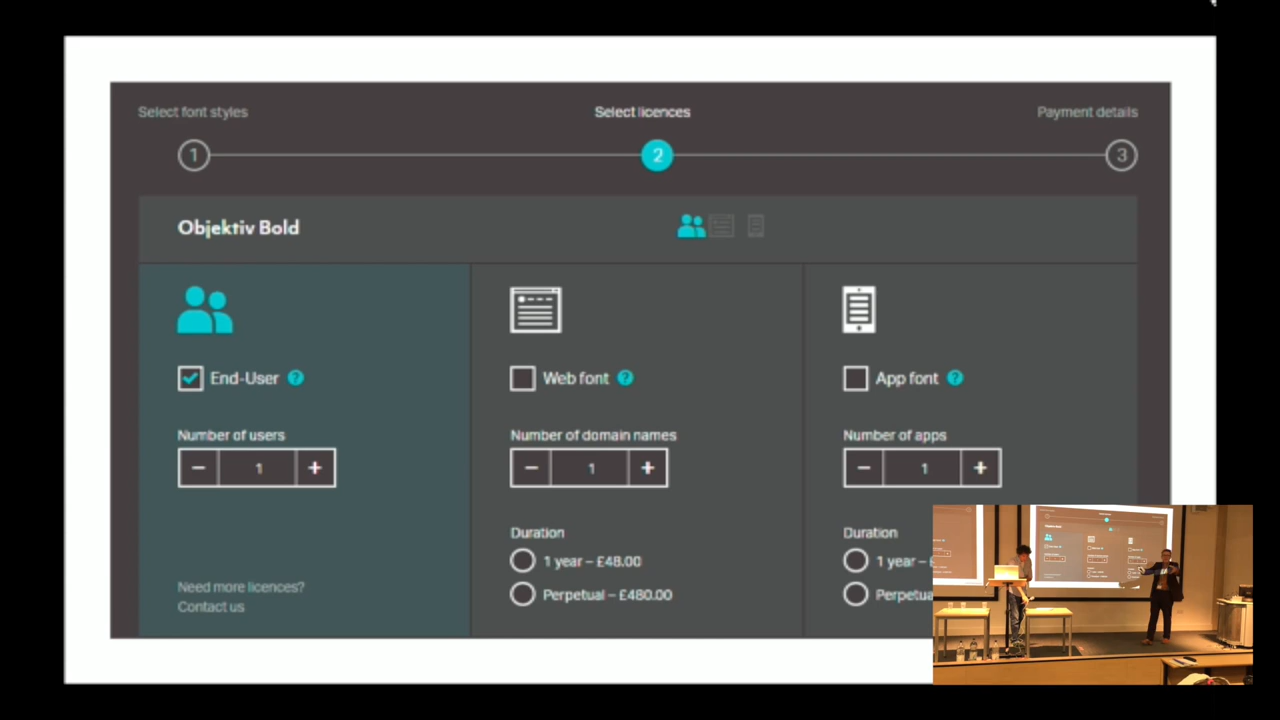 Select font styles
Select licences
Payment details
1
2
3
Objektiv Bold
End-User ?
Web font ?
App font ?
Number of users
Number of domain names
Number of apps
− 1 +
− 1 +
− 1 +
Duration
Duration
1 year – £48.00
1 year –
Need more licences?
Contact us
Perpetual – £480.00